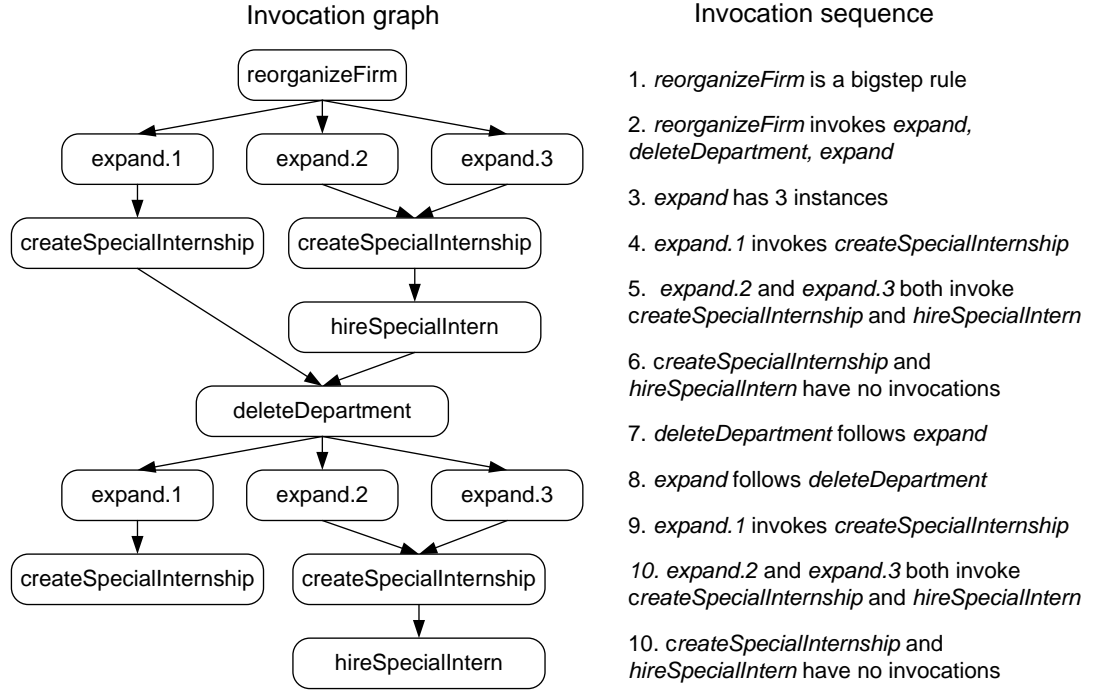 Invocation graph
reorganizeFirm
expand.1
expand.2
expand.3
createSpecialInternship
createSpecialInternship
hireSpecialIntern
deleteDepartment
expand.1
expand.2
expand.3
createSpecialInternship
createSpecialInternship
hireSpecialIntern
Invocation sequence
1. reorganizeFirm is a bigstep rule
2. reorganizeFirm invokes expand,
deleteDepartment, expand
3. expand has 3 instances
4. expand.1 invokes createSpecialInternship
5. expand.2 and expand.3 both invoke
createSpecialInternship and hireSpecialIntern
6. createSpecialInternship and
hireSpecialIntern have no invocations
7. deleteDepartment follows expand
8. expand follows deleteDepartment
9. expand.1 invokes createSpecialInternship
10. expand.2 and expand.3 both invoke
createSpecialInternship and hireSpecialIntern
10. createSpecialInternship and
hireSpecialIntern have no invocations